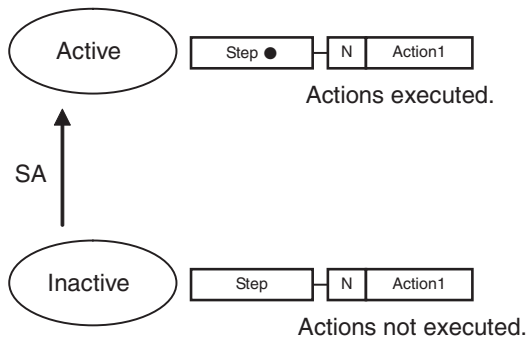 Active Step N Action1
Actions executed.
SA
Inactive Step N Action1
Actions not executed.